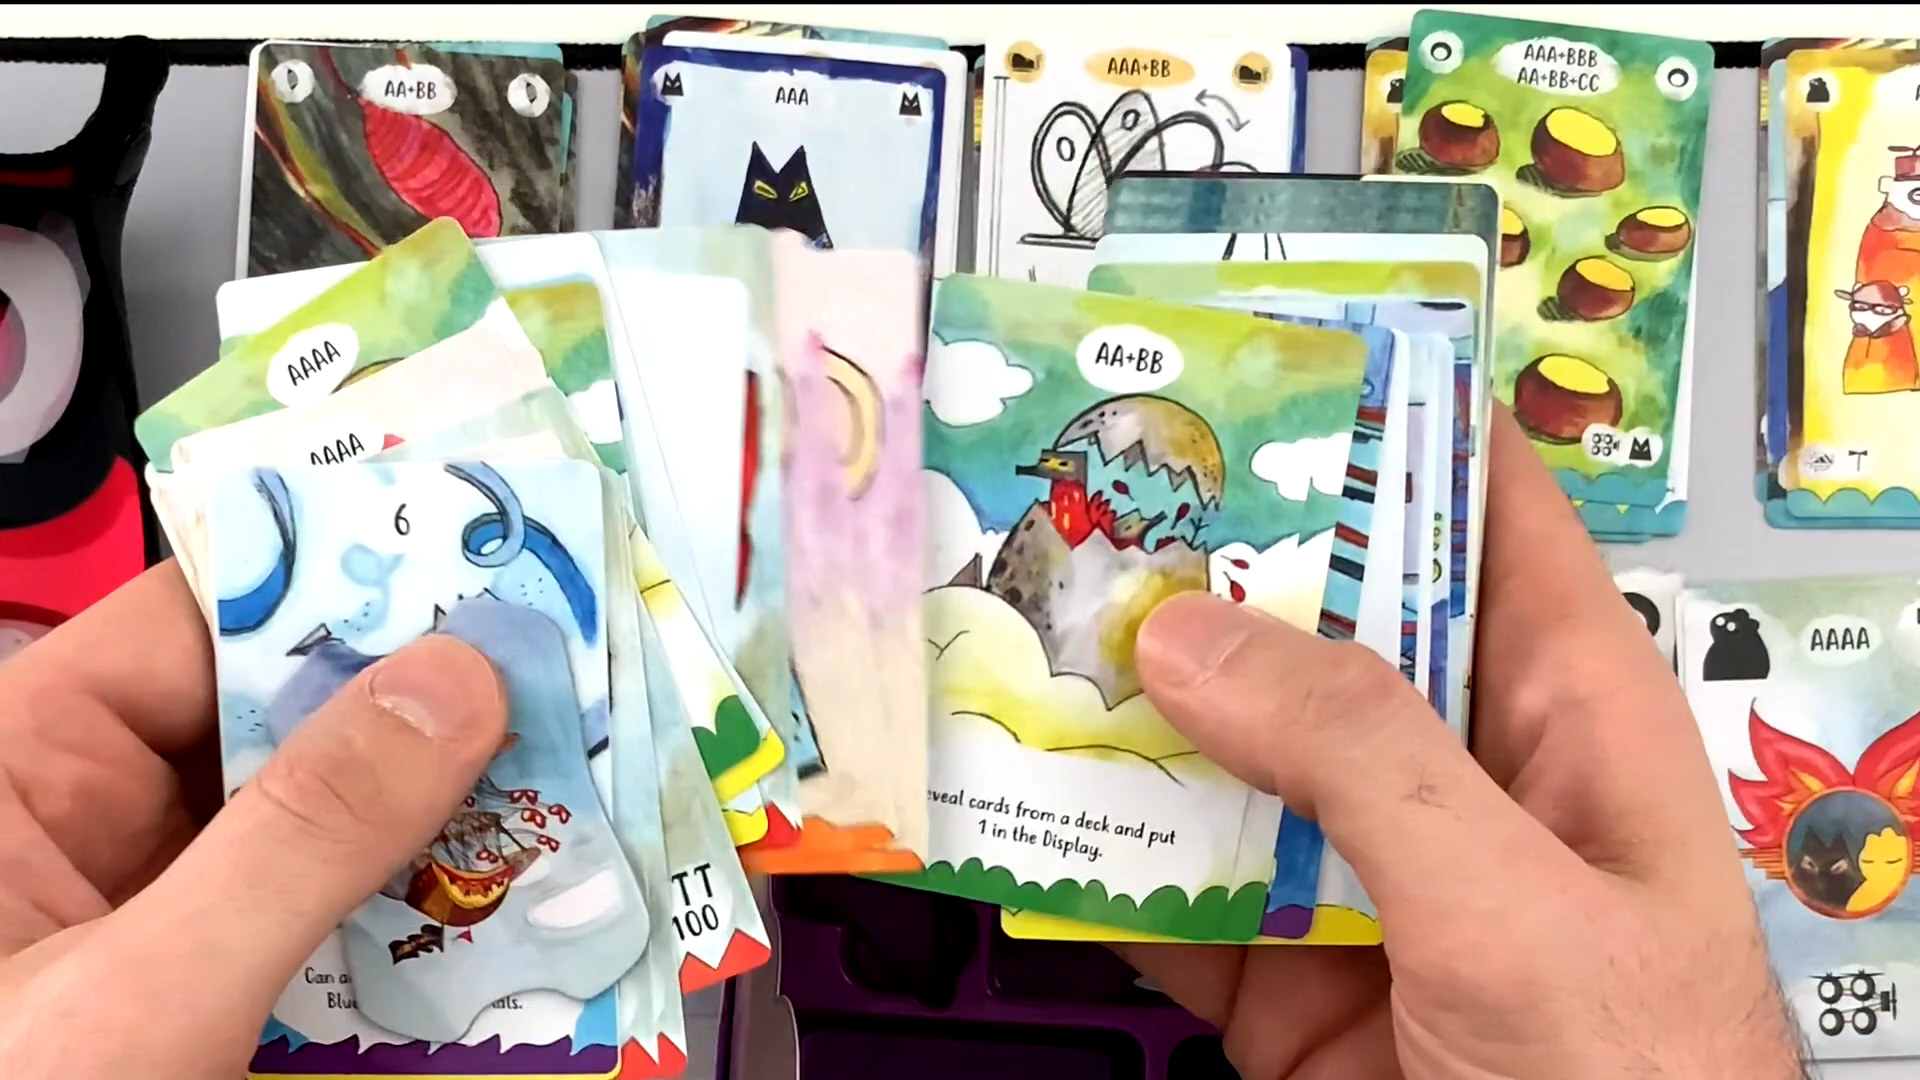 AA+BB
AAA
AAA+BB
AAA+BBB
AA+BB+CC
AAAA
AAAA
6
AA+BB
cards from a deck and put
1 in the Display.
TT
100
Can
AAAA